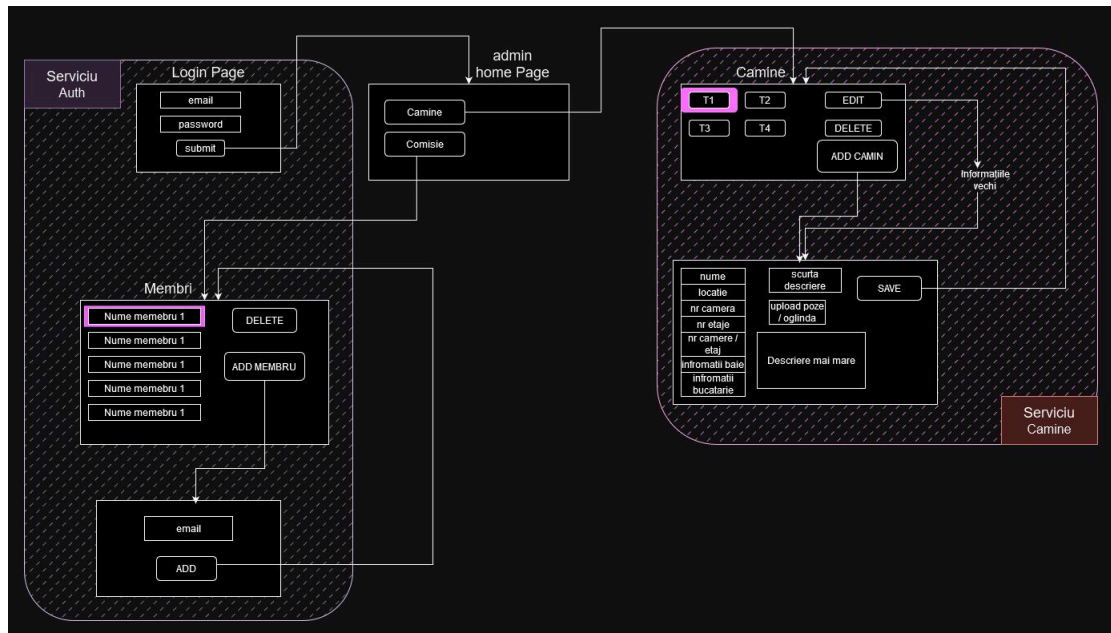 Serviciu
Auth
Login Page
email
password
submit
admin
home Page
Camine
Comisie
Camine
T1
T2
EDIT
T3
T4
DELETE
ADD CAMIN
Informațiile
vechi
Membri
Nume memebru 1
Nume memebru 1
Nume memebru 1
Nume memebru 1
Nume memebru 1
DELETE
ADD MEMBRU
nume
locatie
nr camera
nr etaje
nr camere /
etaj
infromatii baie
infromatii
bucatarie
scurta
descriere
upload poze
/ oglinda
Descriere mai mare
SAVE
Serviciu
Camine
email
ADD